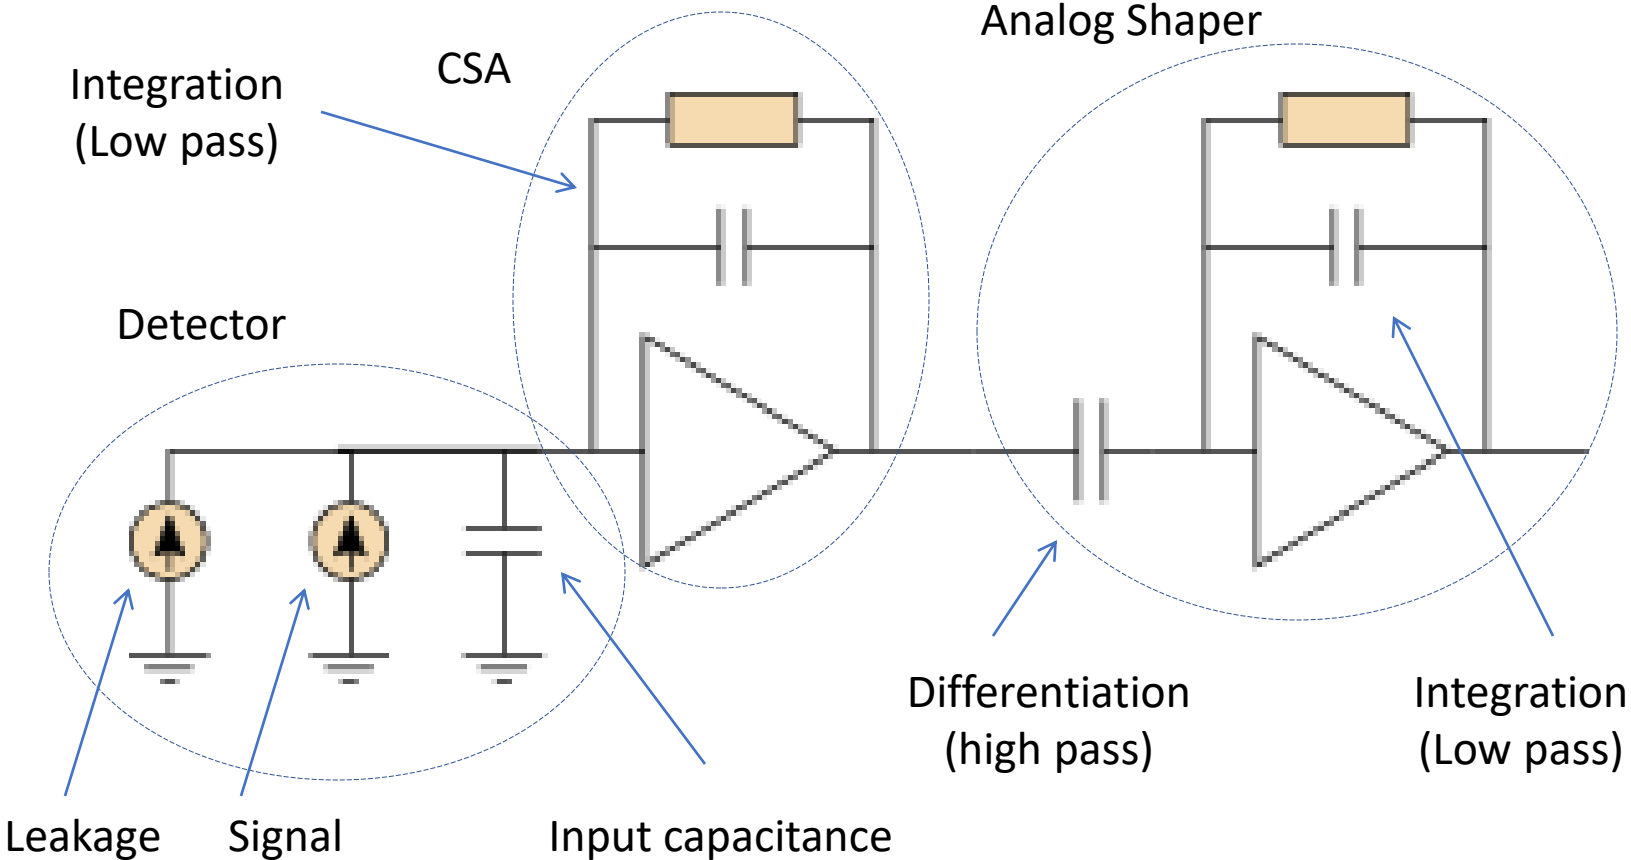 Analog Shaper
CSA
Integration
(Low pass)
Detector
Differentiation
(high pass)
Integration
(Low pass)
Leakage
Signal
Input capacitance